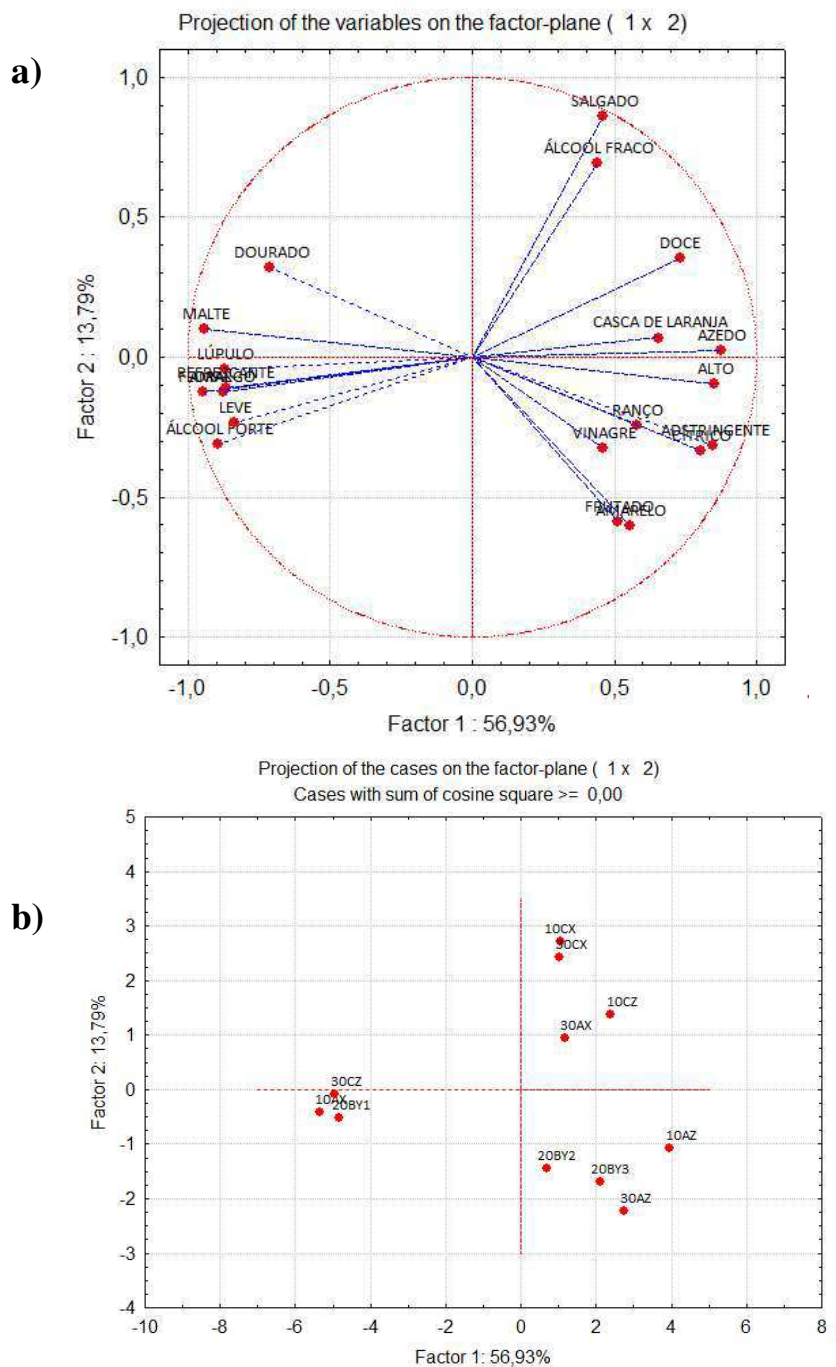 a)
Projection of the variables on the factor-plane ( 1 x 2)
1,0
0,5
0,0
-0,5
-1,0
Factor 2 : 13,79%
SALGADO
ÁLCOOL FRACO
DOURADO
DOCE
MALTE
CASCA DE LARANJA
AZEDO
LÚPULO
ALTO
REFRESCANTE
LEVE
RANÇO
ÁLCOOL FORTE
VINAGRE
ADSTRINGENTE
CÍTRICO
FRUTADO
AMARELO
-1,0 -0,5 0,0 0,5 1,0
Factor 1 : 56,93%
b)
Projection of the cases on the factor-plane ( 1 x 2)
Cases with sum of cosine square >= 0,00
5
4
3
2
1
0
-1
-2
-3
-4
Factor 2: 13,79%
10CX
30CX
10CZ
30AX
30CZ
10AX
20BY1
10AZ
20BY2
20BY3
30AZ
-10 -8 -6 -4 -2 0 2 4 6 8
Factor 1: 56,93%